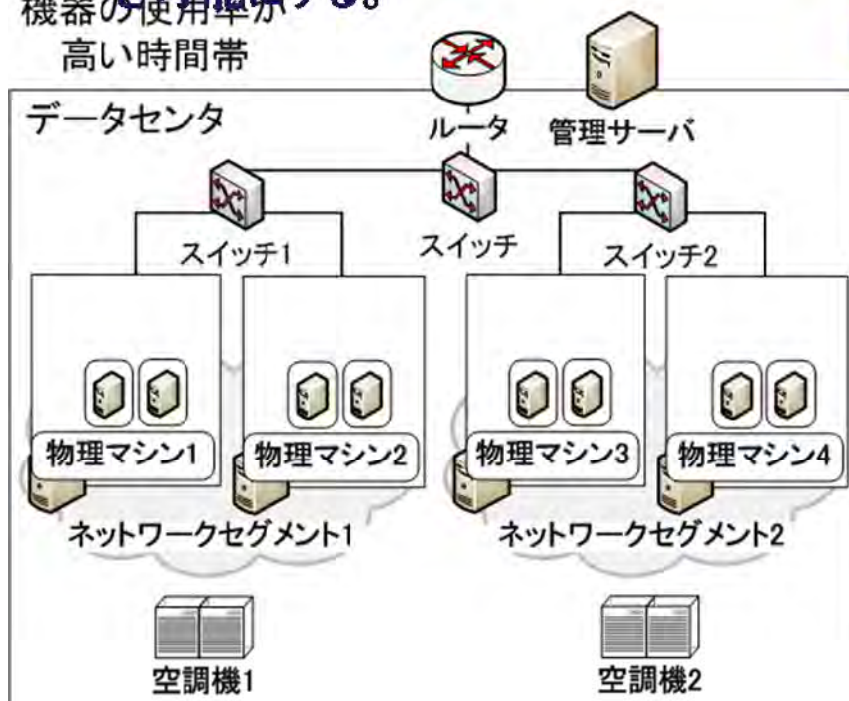 機器の使用率が
する。
高い時間帯
データセンタ
ルータ
管理サーバ
スイッチ1
スイッチ
スイッチ2
物理マシン1
物理マシン2
物理マシン3
物理マシン4
ネットワークセグメント1
ネットワークセグメント2
空調機1
空調機2